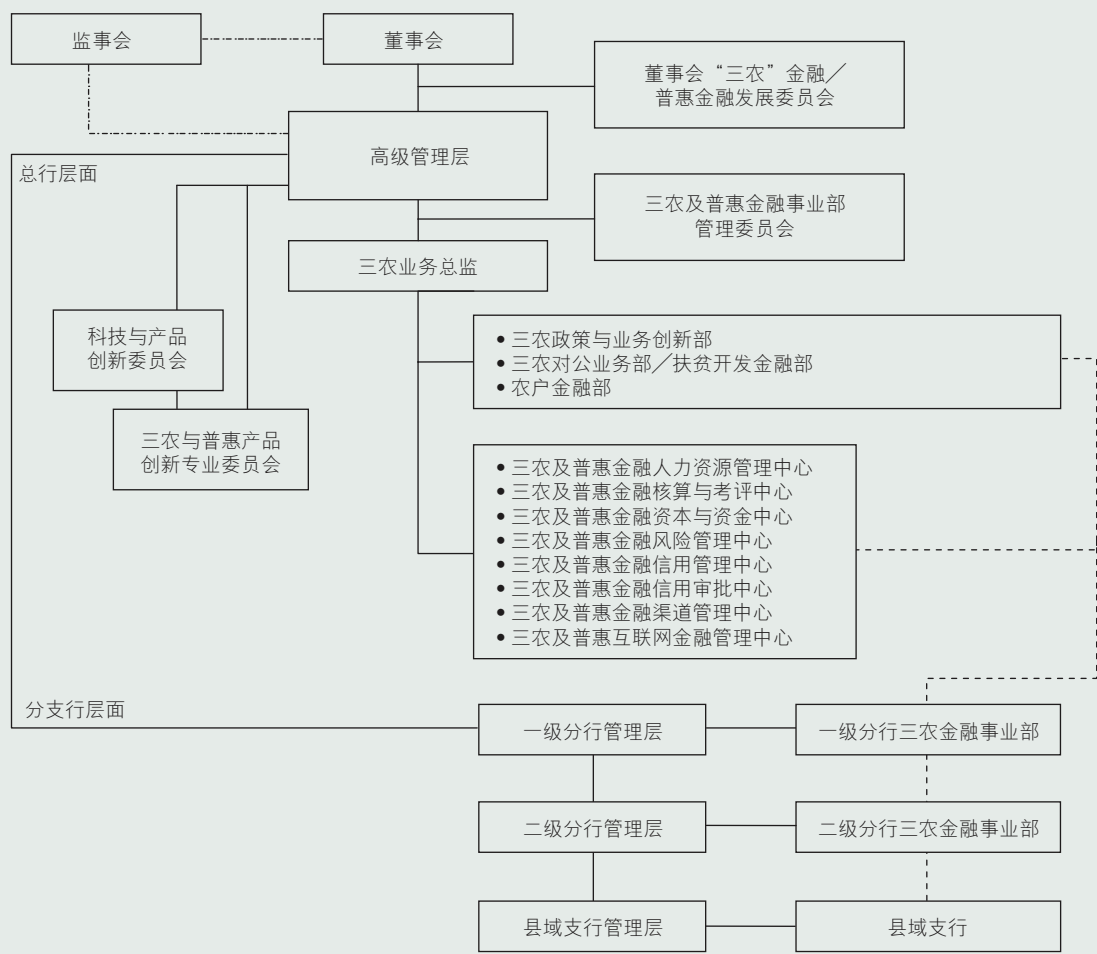 监事会
董事会
董事会“三农”金融／
普惠金融发展委员会
高级管理层
总行层面
三农及普惠金融事业部
管理委员会
三农业务总监
科技与产品
创新委员会
三农与普惠产品
创新专业委员会
• 三农政策与业务创新部
• 三农对公业务部／扶贫开发金融部
• 农户金融部
• 三农及普惠金融人力资源管理中心
• 三农及普惠金融核算与考评中心
• 三农及普惠金融资本与资金中心
• 三农及普惠金融风险管理中心
• 三农及普惠金融信用管理中心
• 三农及普惠金融信用审批中心
• 三农及普惠金融渠道管理中心
• 三农及普惠互联网金融管理中心
分支行层面
一级分行管理层
一级分行三农金融事业部
二级分行管理层
二级分行三农金融事业部
县域支行管理层
县域支行